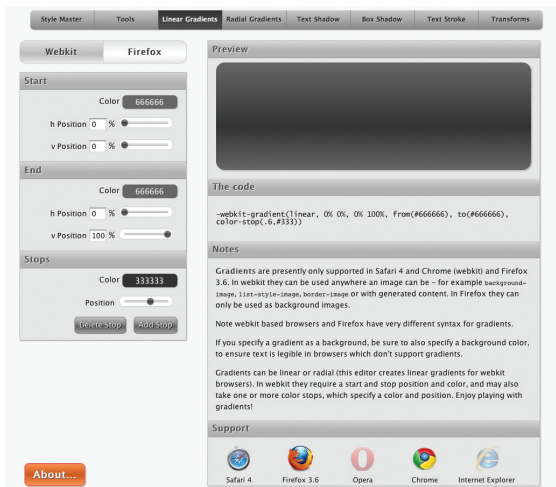 Style Master Tools Linear Gradients Radial Gradients Text Shadow Box Shadow Text Stroke Transforms
Webkit Firefox
Start
Color 666666
h Position 0 %
v Position 0 %
End
Color 666666
h Position 0 %
v Position 100 %
Stops
Color 333333
Position
Delete Stop Add Stop
About...
Preview
The code
-webkit-gradient(linear, 0% 0%, 0% 100%, from(#666666), to(#666666),
color-stop(.6,#333))
Notes
Gradients are presently only supported in Safari 4 and Chrome (webkit) and Firefox
3.6. In webkit they can be used anywhere an image can be - for example background-
image, list-style-image, border-image or with generated content. In Firefox they can
only be used as background images.
Note webkit based browsers and Firefox have very different syntax for gradients.
If you specify a gradient as a background, be sure to also specify a background color,
to ensure text is legible in browsers which don't support gradients.
Gradients can be linear or radial (this editor creates linear gradients for webkit
browsers). In webkit they require a start and stop position and color, and may also
take one or more color stops, which specify a color and position. Enjoy playing with
gradients!
Support
Safari 4 Firefox 3.6 Opera Chrome Internet Explorer